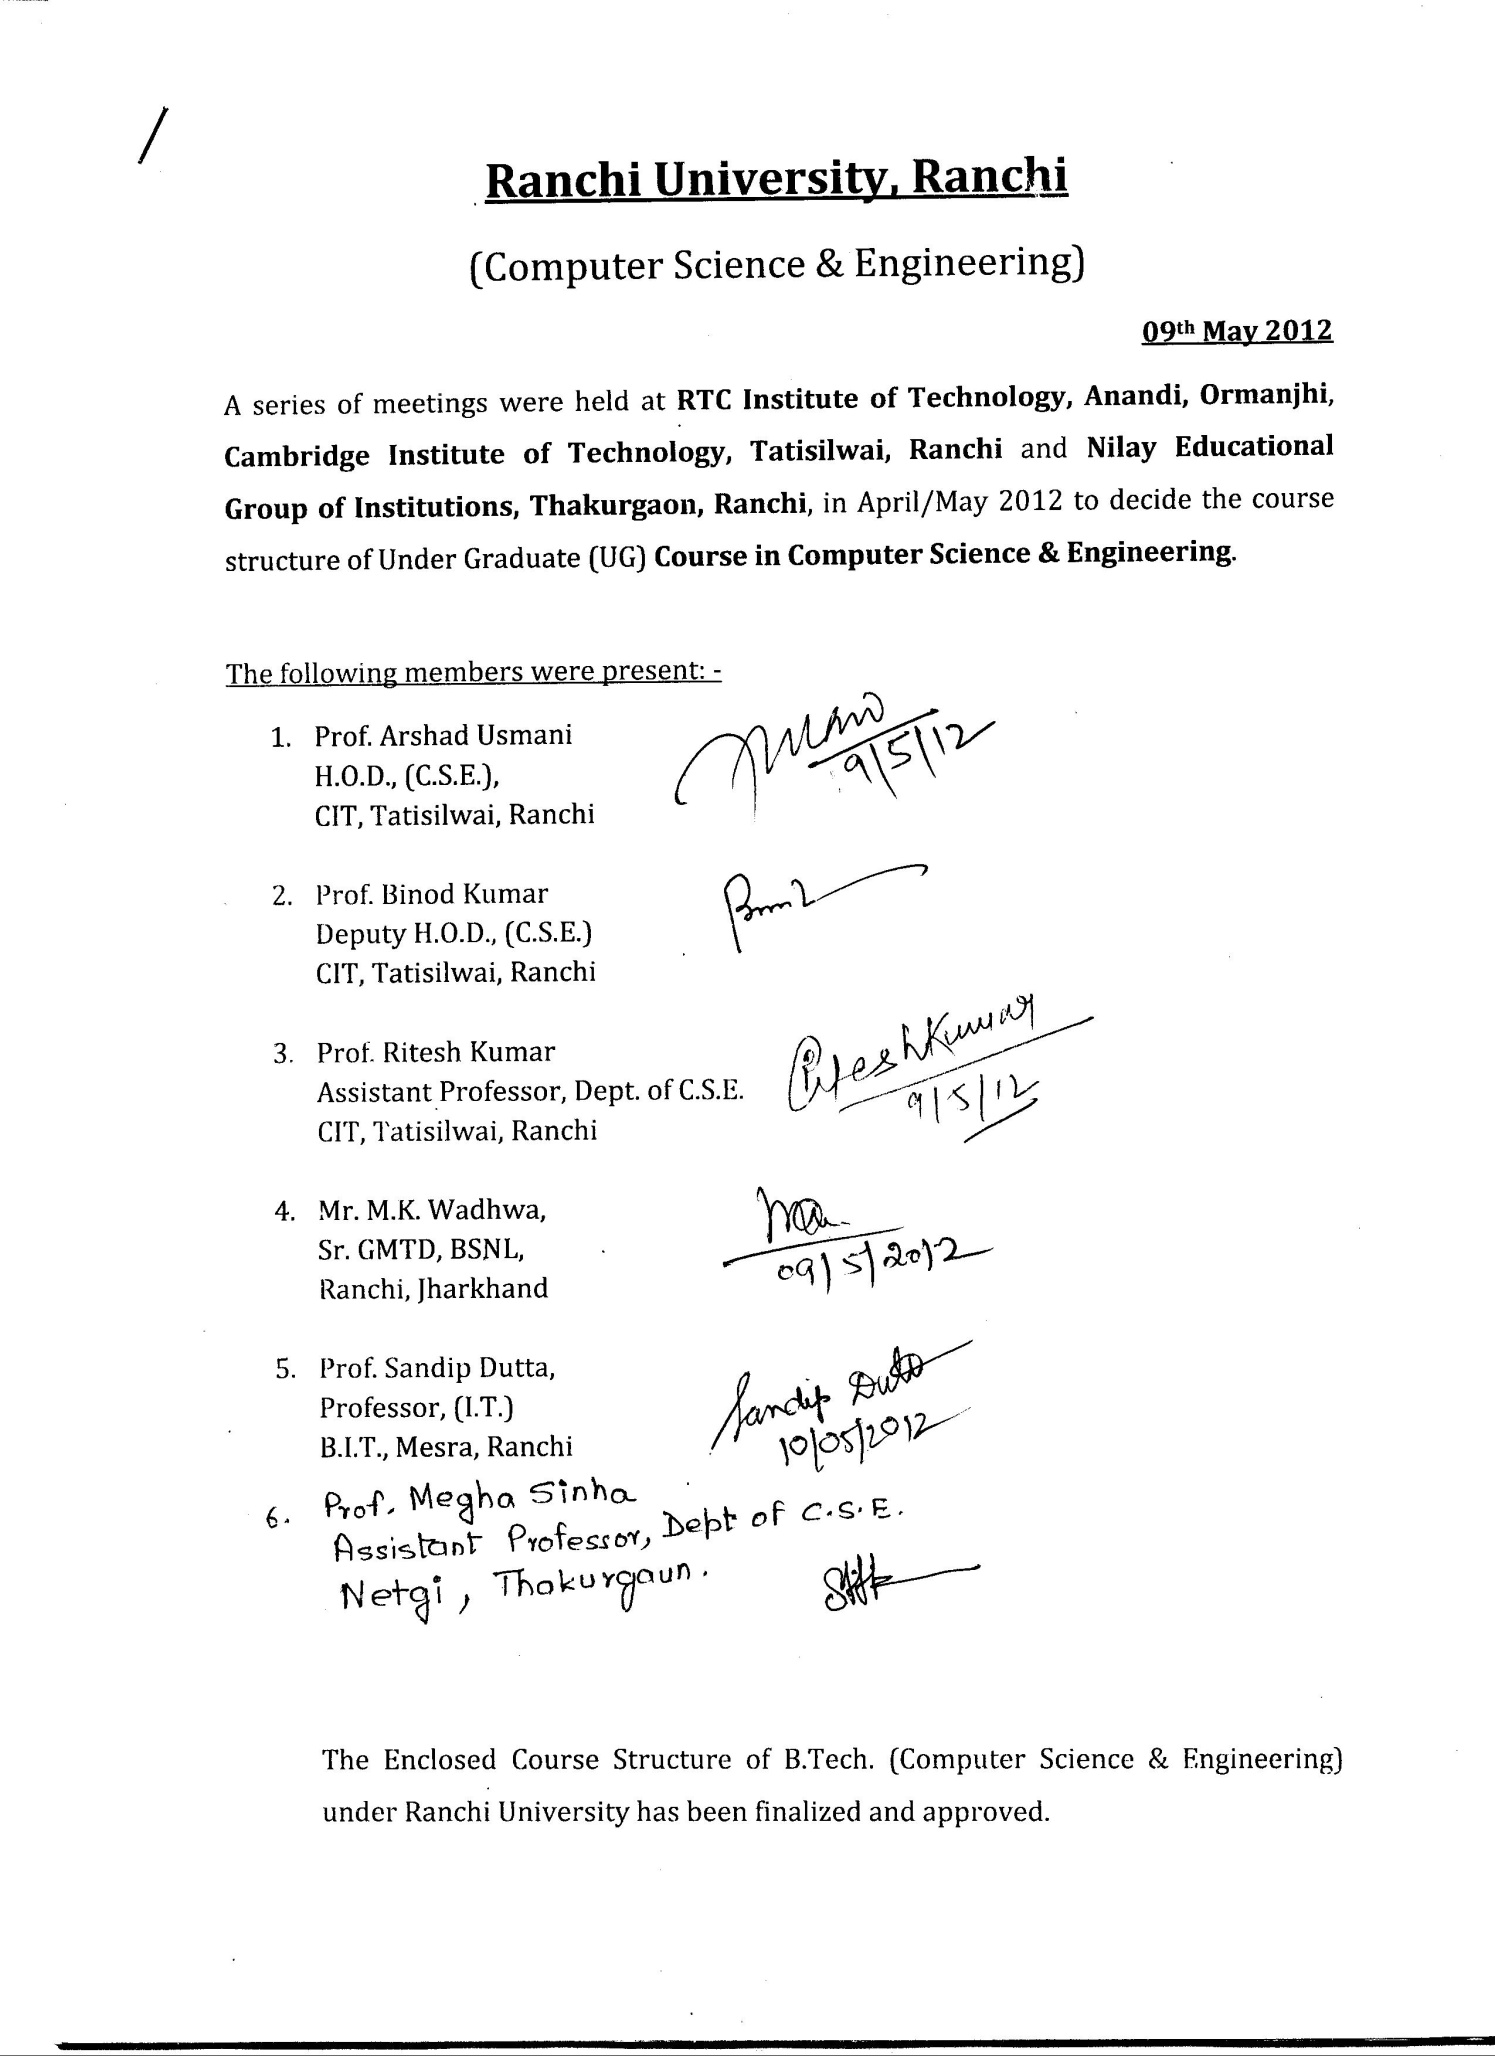 Ranchi University, Ranchi
(Computer Science & Engineering)
09th May 2012
A series of meetings were held at RTC Institute of Technology, Anandi, Ormanjhi,
Cambridge Institute of Technology, Tatisilwai, Ranchi and Nilay Educational
Group of Institutions, Thakurgaon, Ranchi, in April/May 2012 to decide the course
structure of Under Graduate (UG) Course in Computer Science & Engineering.
The following members were present: -
1. Prof. Arshad Usmani
H.O.D., (C.S.E.),
CIT, Tatisilwai, Ranchi
9/5/12
2. Prof. Binod Kumar
Deputy H.O.D., (C.S.E.)
CIT, Tatisilwai, Ranchi
3. Prof. Ritesh Kumar
Assistant Professor, Dept. of C.S.E.
CIT, Tatisilwai, Ranchi
Ritesh Kumar
9/5/12
4. Mr. M.K. Wadhwa,
Sr. GMTD, BSNL,
Ranchi, Jharkhand
09/5/2012
5. Prof. Sandip Dutta,
Professor, (I.T.)
B.I.T., Mesra, Ranchi
Sandip Dutta
10/05/2012
6. Prof. Megha Sinha
Assistant Professor, Dept of C.S.E.
Netgi, Thakurgaun.
The Enclosed Course Structure of B.Tech. (Computer Science & Engineering)
under Ranchi University has been finalized and approved.